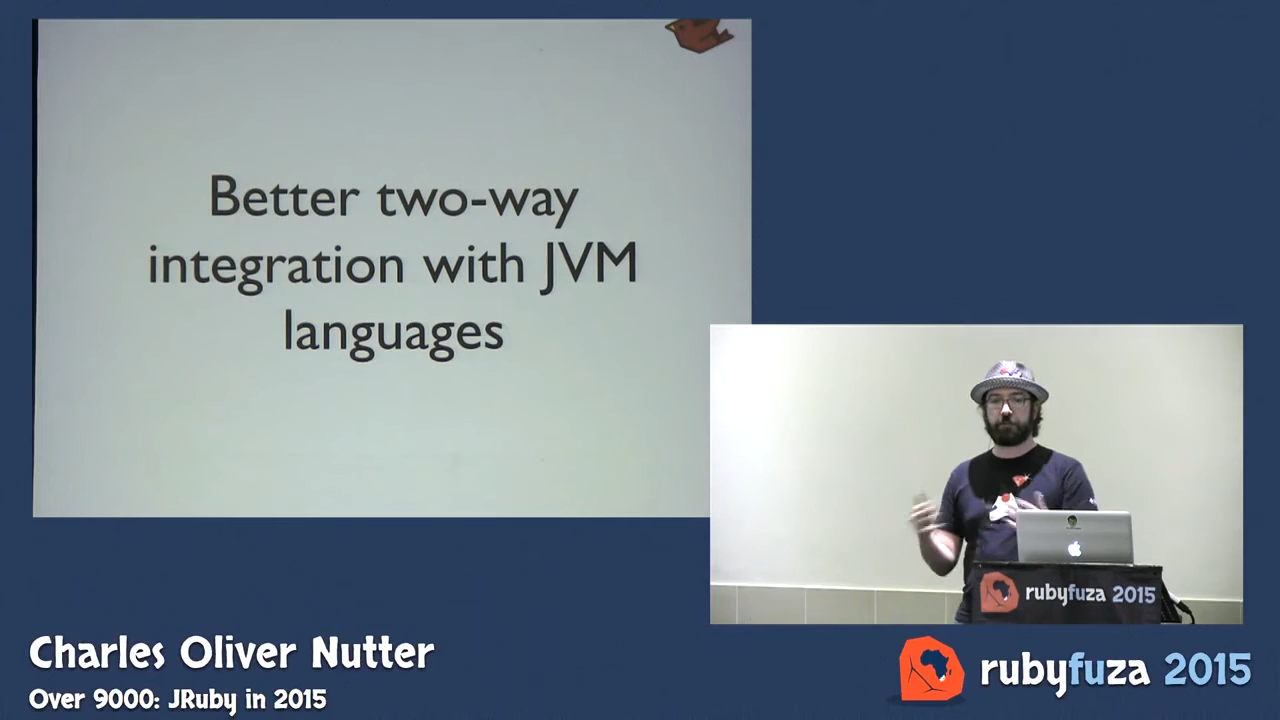 Better two-way
integration with JVM
languages
rubyfuza 2015
Charles Oliver Nutter
Over 9000: JRuby in 2015
rubyfuza 2015